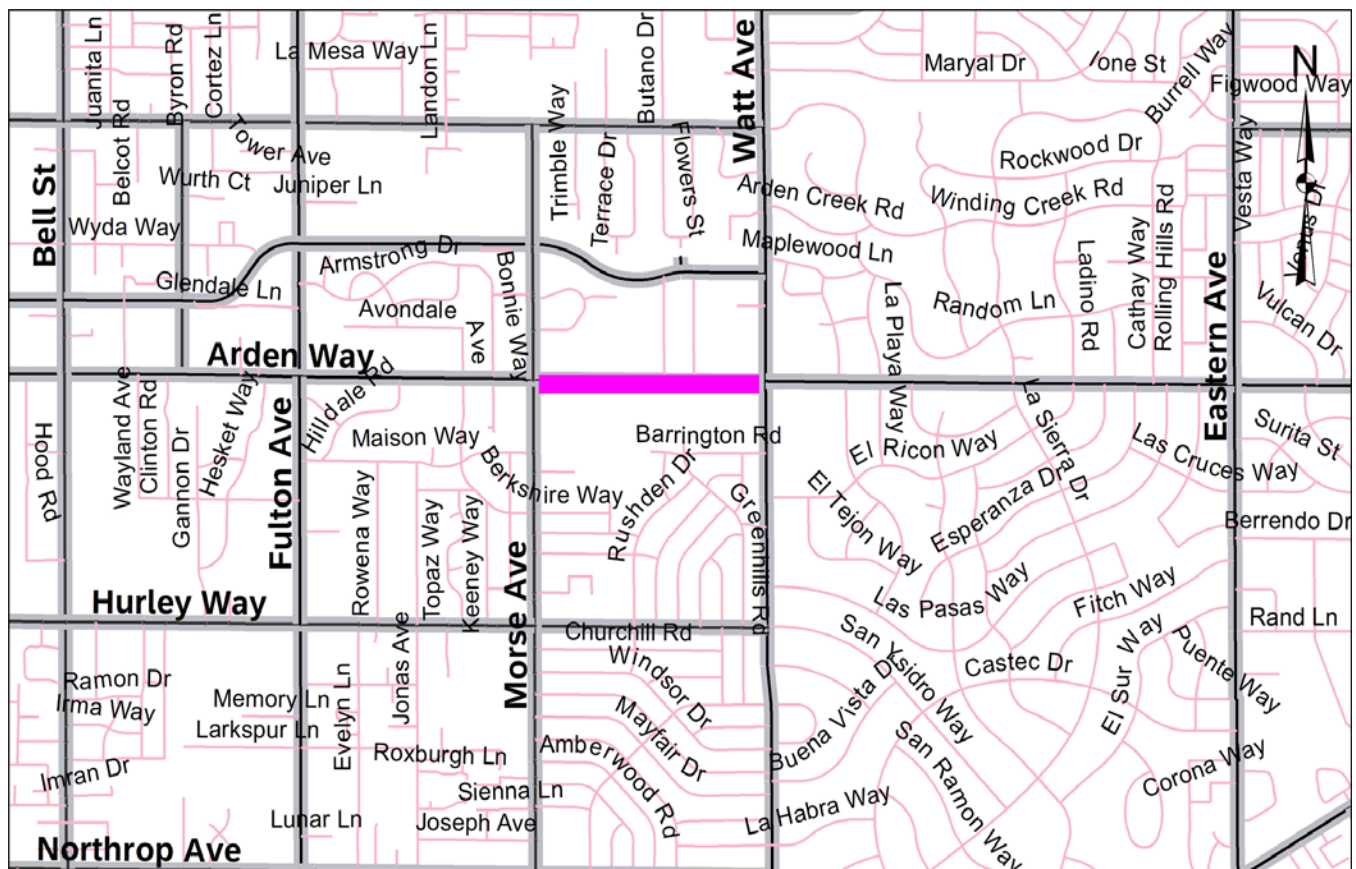 Juanita Ln
Byron Rd
Cortez Ln
La Mesa Way
Landon Ln
Butano Dr
Watt Ave
Maryal Dr
Ione St
Burrell Way
N
Figwood Way
Belcot Rd
Tower Ave
Trimble Way
Terrace Dr
Flowers St
Rockwood Dr
Vesta Way
Bell St
Wurth Ct
Juniper Ln
Arden Creek Rd
Winding Creek Rd
Rolling Hills Rd
Cathay Way
Venus Dr
Wyda Way
Armstrong Dr
Bonnie Way
Maplewood Ln
Ladino Rd
Eastern Ave
Glendale Ln
Avondale
Ave
La Playa Way
Random Ln
Vulcan Dr
Arden Way
Hood Rd
Wayland Ave
Clinton Rd
Gannon Dr
Hesket Way
Fulton Ave
Hilldale Rd
Maison Way
Berkshire Way
Barrington Rd
Rushden Dr
Greenhills Rd
El Ricon Way
La Sierra Dr
Las Cruces Way
Surita St
El Tejon Way
Esperanza Dr
Berrendo Dr
Rowena Way
Topaz Way
Keeney Way
Morse Ave
Hurley Way
Las Pasas Way
Fitch Way
Rand Ln
Jonas Ave
Churchill Rd
Windsor Dr
San Ysidro Way
Castec Dr
El Sur Way
Puente Way
Ramon Dr
Irma Way
Memory Ln
Larkspur Ln
Evelyn Ln
Mayfair Dr
Buena Vista D
Roxburgh Ln
Amberwood Rd
San Ramon Way
Corona Way
Imran Dr
Sienna Ln
Lunar Ln
Joseph Ave
La Habra Way
Northrop Ave